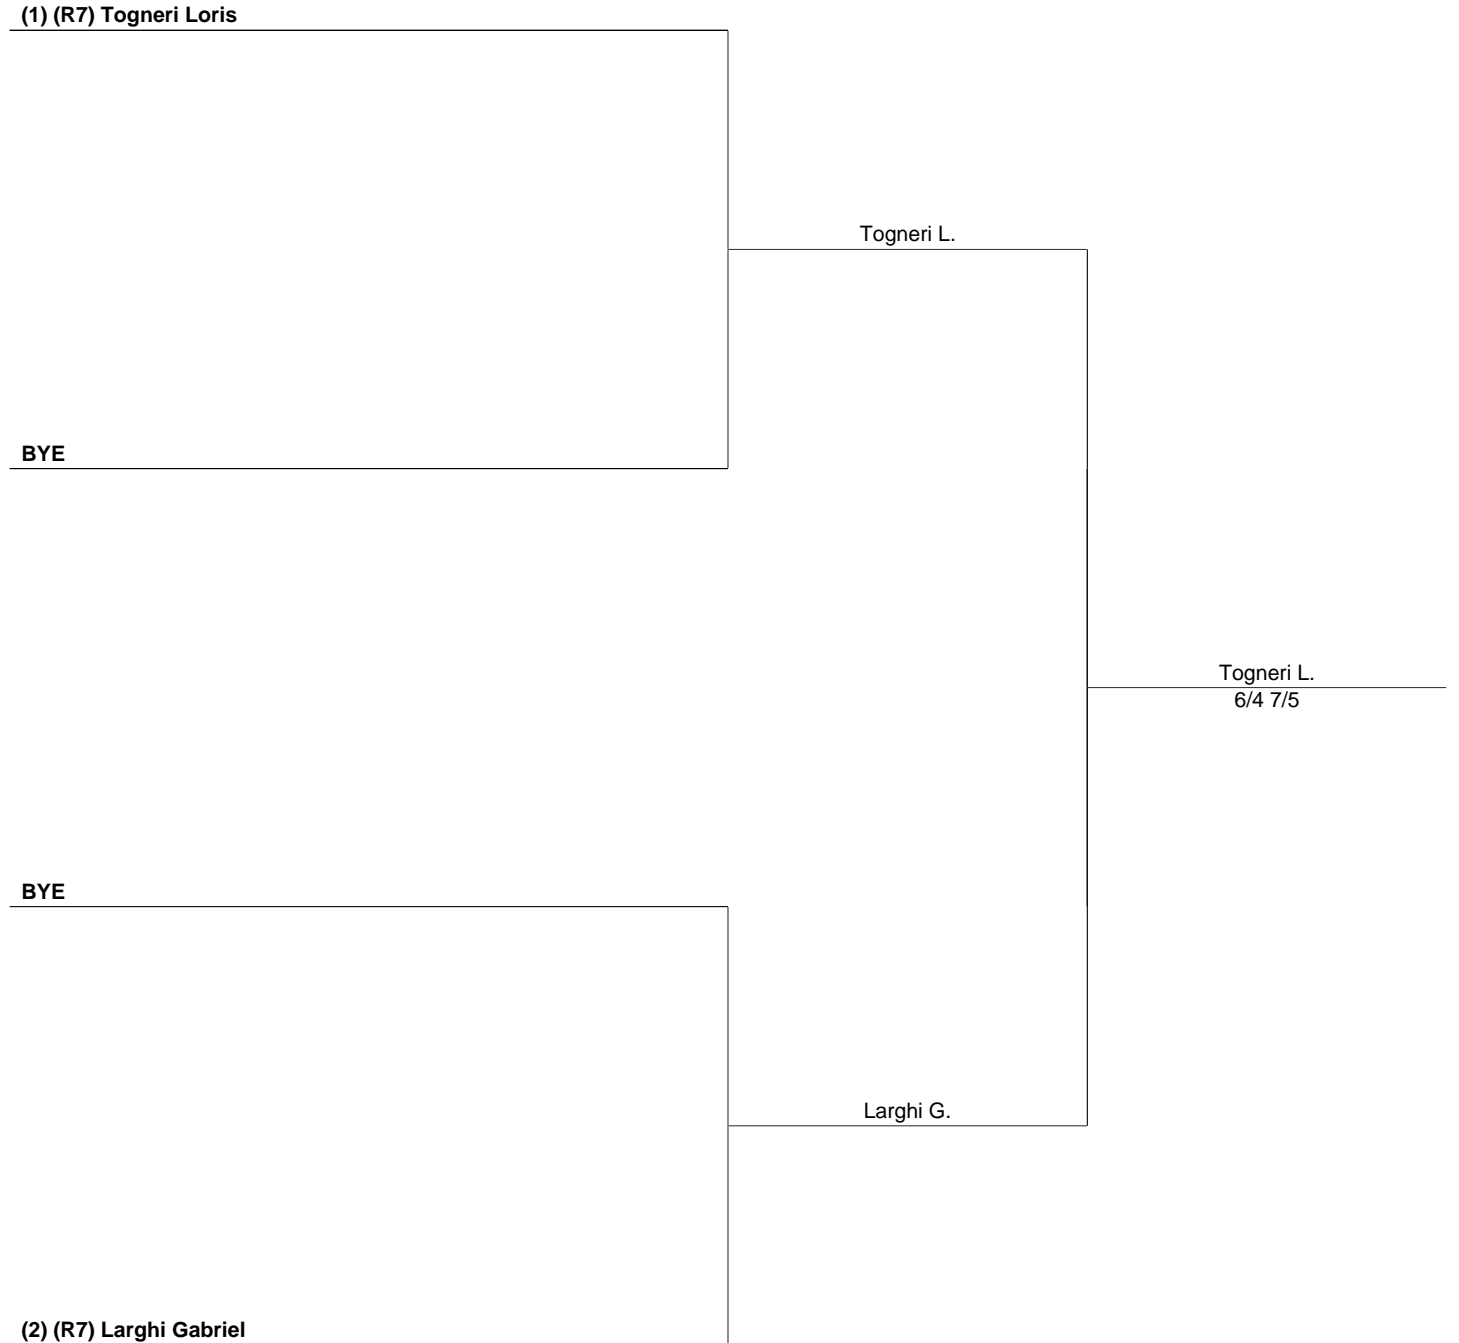 (1) (R7) Togneri Loris
Togneri L.
BYE
Togneri L.
6/4 7/5
BYE
Larghi G.
(2) (R7) Larghi Gabriel